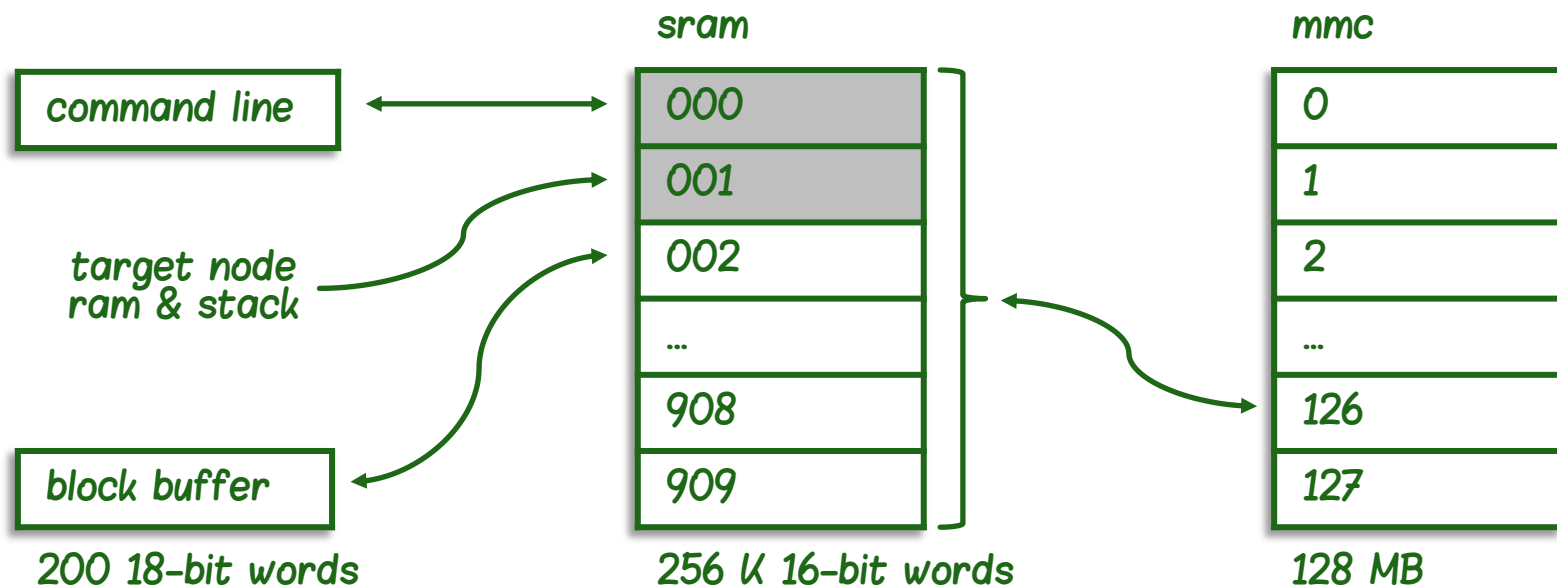 sram
mmc
command line
000
0
001
1
target node
ram & stack
002
2
...
...
908
126
block buffer
909
127
200 18-bit words
256 K 16-bit words
128 MB